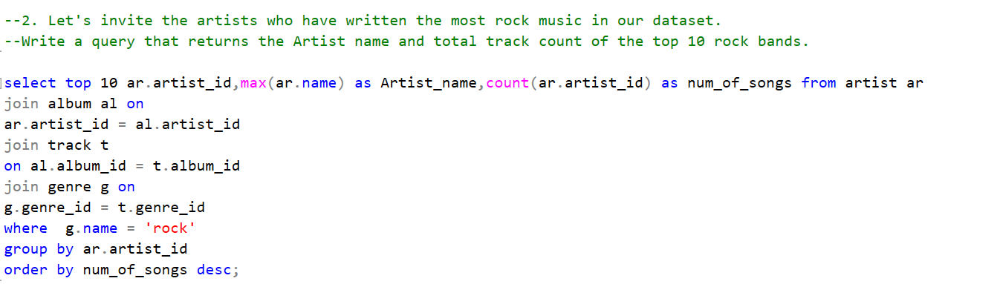 --2. Let's invite the artists who have written the most rock music in our dataset.
--Write a query that returns the Artist name and total track count of the top 10 rock bands.
select top 10 ar.artist_id,max(ar.name) as Artist_name,count(ar.artist_id) as num_of_songs from artist ar
join album al on
ar.artist_id = al.artist_id
join track t
on al.album_id = t.album_id
join genre g on
g.genre_id = t.genre_id
where  g.name = 'rock'
group by ar.artist_id
order by num_of_songs desc;